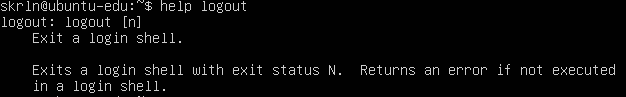 skrln@ubuntu-edu:~$ help logout
logout: logout [n]
    Exit a login shell.

    Exits a login shell with exit status N.  Returns an error if not executed
    in a login shell.